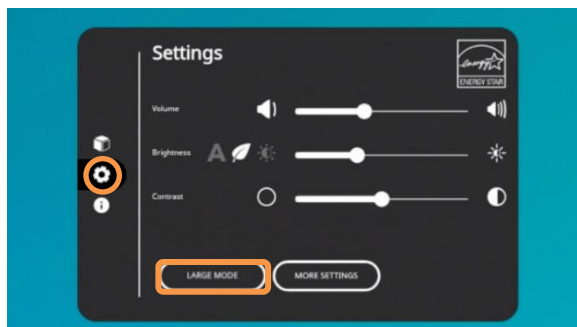 Settings
energy
ENERGY STAR
Volume
Brightness A
Contrast
LARGE MODE
MORE SETTINGS